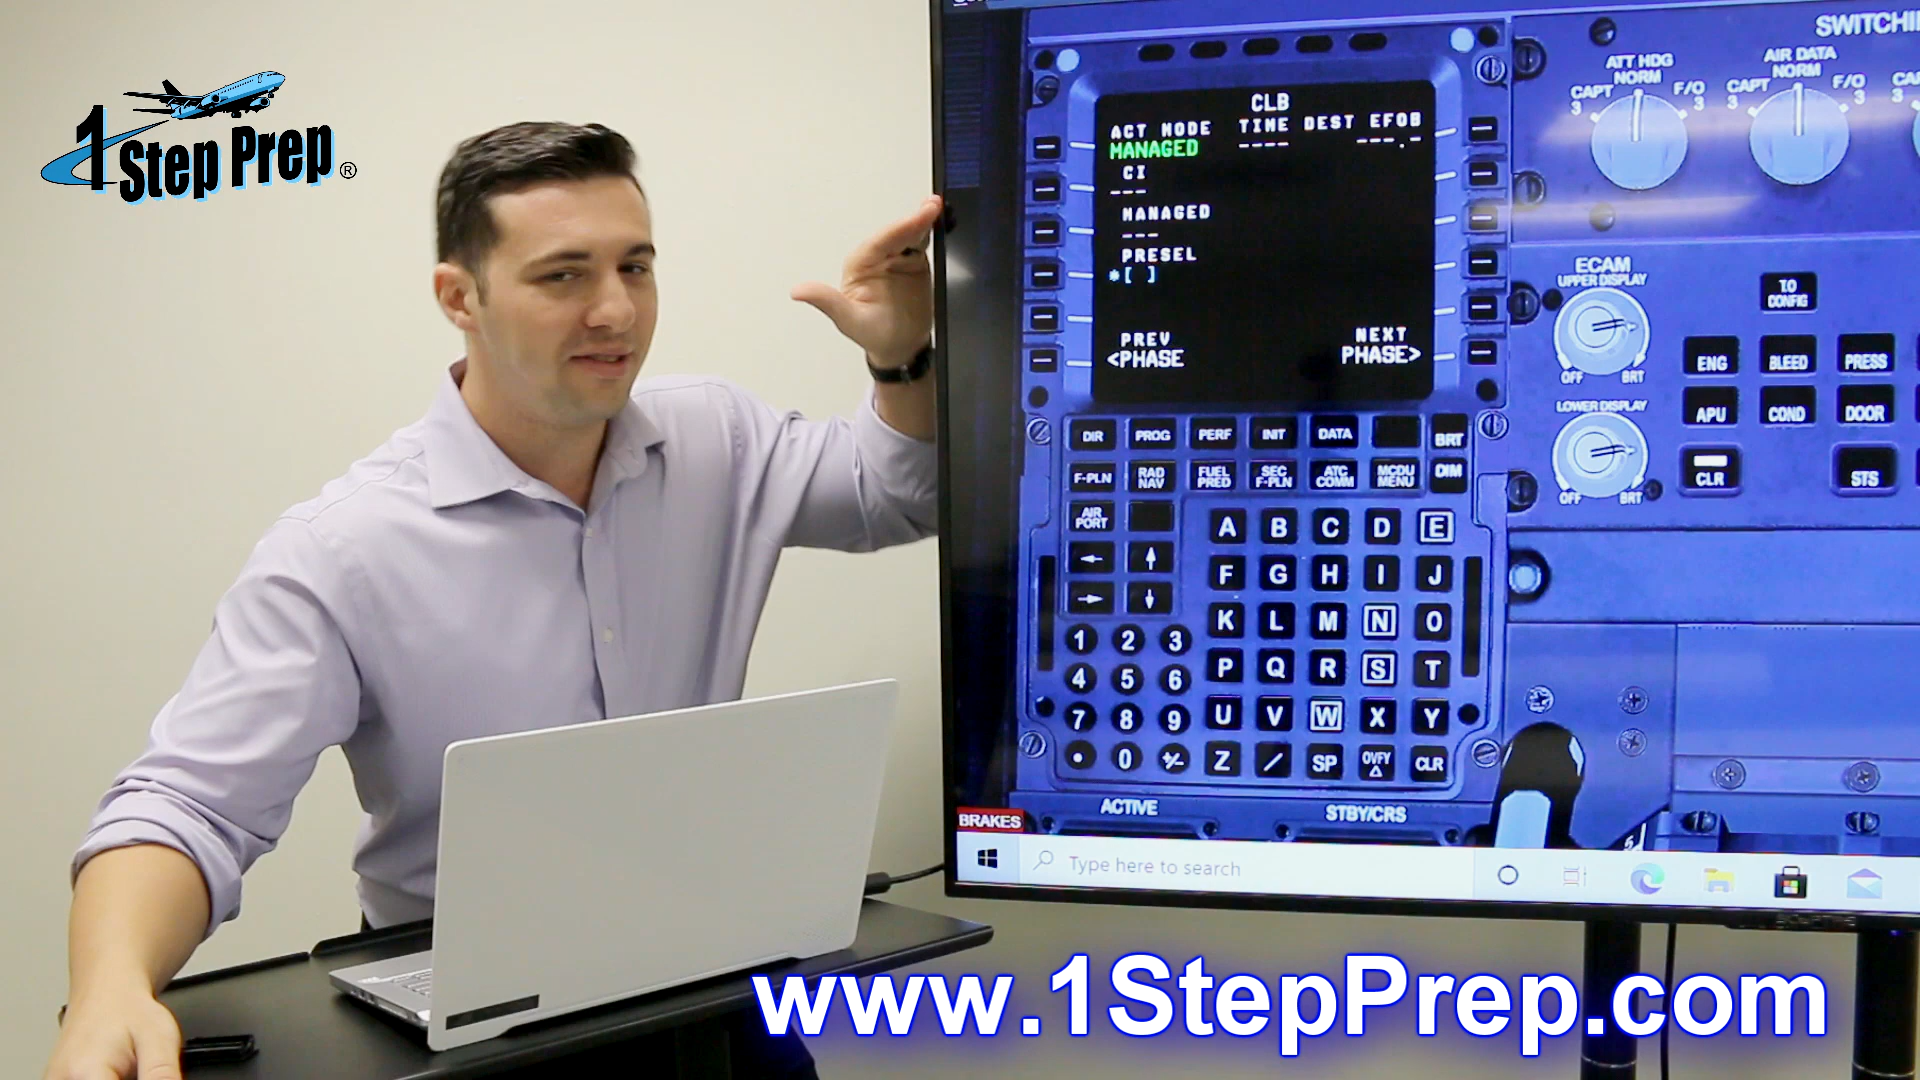 1 Step Prep ®
CLB
ACT MODE TIME DEST EFOB
MANAGED ---- ---.-
CI
---
MANAGED
---
PRESEL
*[ ]
PREV NEXT
<PHASE PHASE>
DIR PROG PERF INIT DATA BRT
F-PLN RAD NAV FUEL PRED SEC F-PLN ATC COMM MCDU MENU DIM
AIR PORT
← ↑
→ ↓
A B C D E
F G H I J
K L M N O
P Q R S T
U V W X Y
Z / SP OVFY △ CLR
1 2 3
4 5 6
7 8 9
. 0 +/-
ACTIVE STBY/CRS
BRAKES
ATT HDG
NORM
CAPT 3 F/O 3
AIR DATA
NORM
CAPT 3 F/O 3
ECAM
UPPER DISPLAY
OFF BRT
LOWER DISPLAY
OFF BRT
T.O CONFIG
ENG BLEED PRESS
APU COND DOOR
CLR STS
Type here to search
www.1StepPrep.com